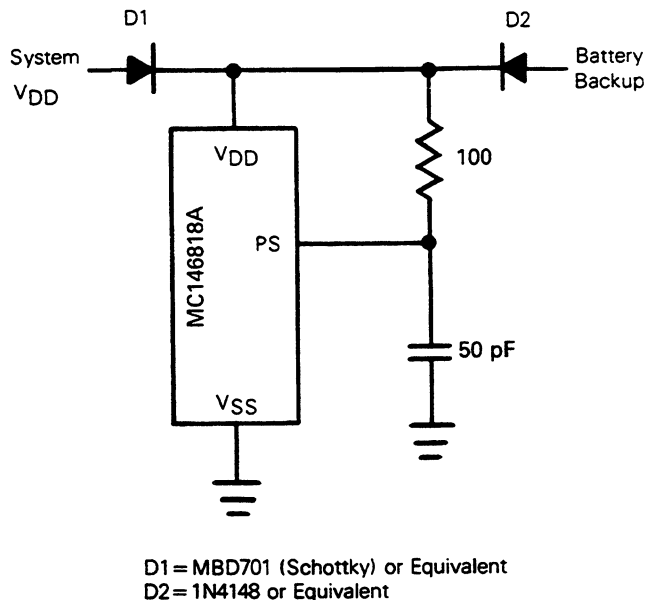 D1
D2
System
VDD
Battery
Backup
VDD
100
MC146818A
PS
50 pF
VSS
D1 = MBD701 (Schottky) or Equivalent
D2 = 1N4148 or Equivalent